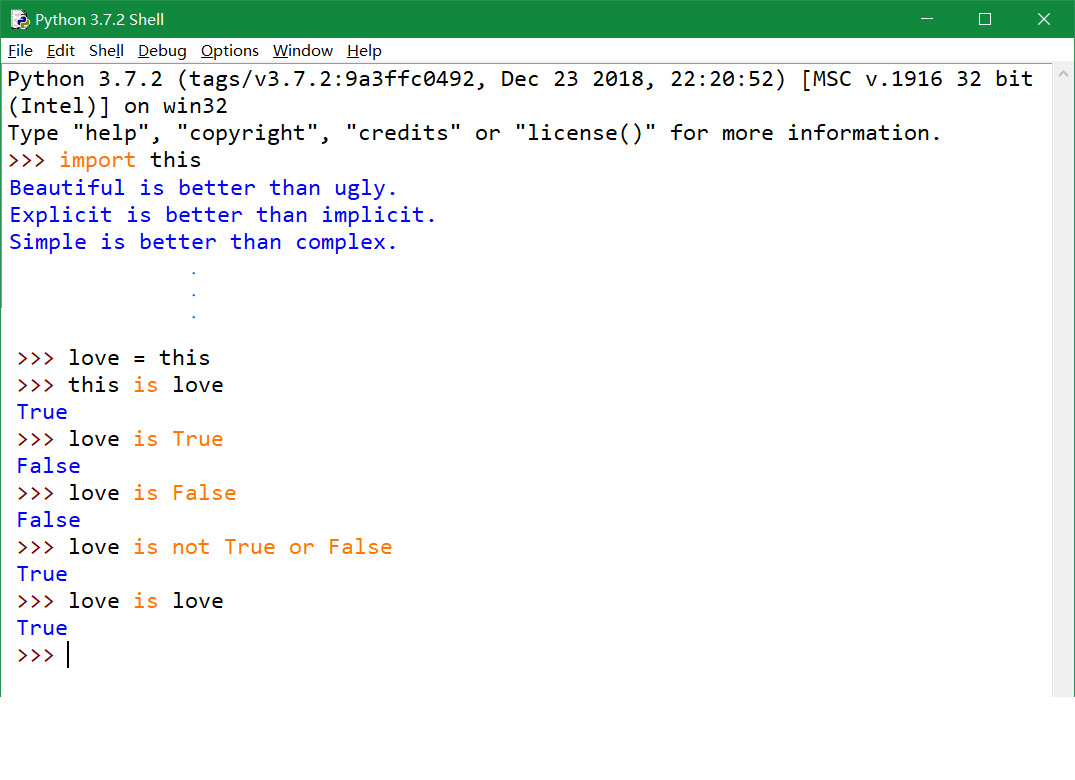 Python 3.7.2 Shell
File Edit Shell Debug Options Window Help
Python 3.7.2 (tags/v3.7.2:9a3ffc0492, Dec 23 2018, 22:20:52) [MSC v.1916 32 bit
(Intel)] on win32
Type "help", "copyright", "credits" or "license()" for more information.
>>> import this
Beautiful is better than ugly.
Explicit is better than implicit.
Simple is better than complex.
.
.
.
>>> love = this
>>> this is love
True
>>> love is True
False
>>> love is False
False
>>> love is not True or False
True
>>> love is love
True
>>>